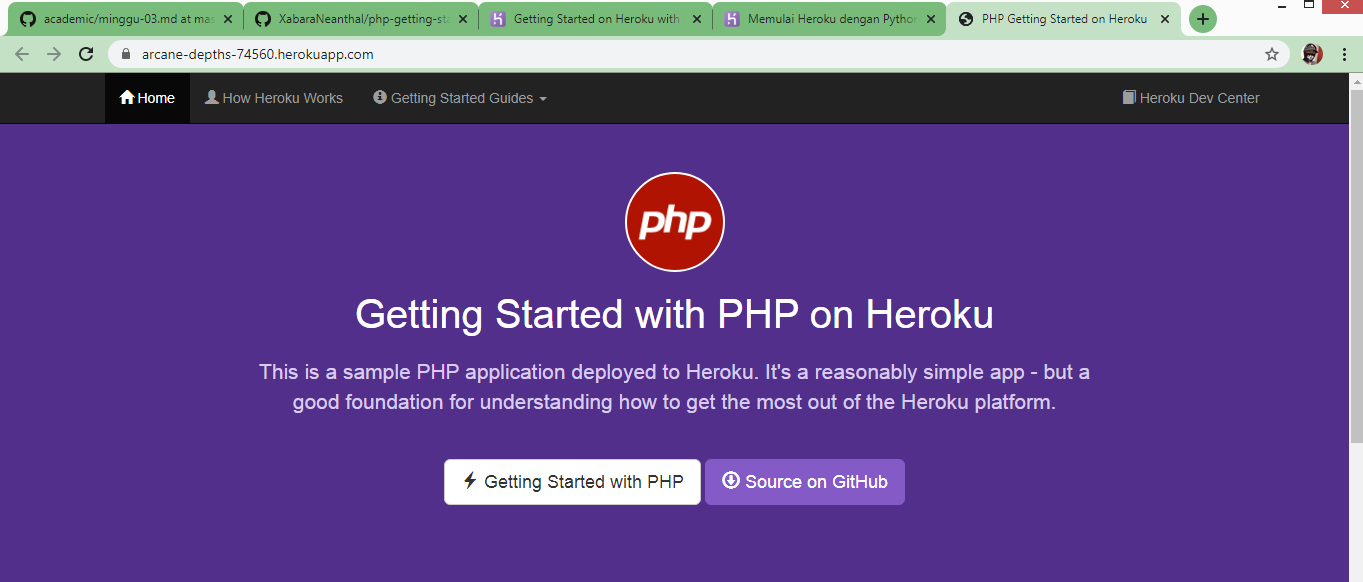 academic/minggu-03.md at mas
XabaraNeanthal/php-getting-sta
Getting Started on Heroku with
Memulai Heroku dengan Python
PHP Getting Started on Heroku
arcane-depths-74560.herokuapp.com
Home
How Heroku Works
Getting Started Guides
Heroku Dev Center
php
Getting Started with PHP on Heroku
This is a sample PHP application deployed to Heroku. It's a reasonably simple app - but a
good foundation for understanding how to get the most out of the Heroku platform.
Getting Started with PHP
Source on GitHub